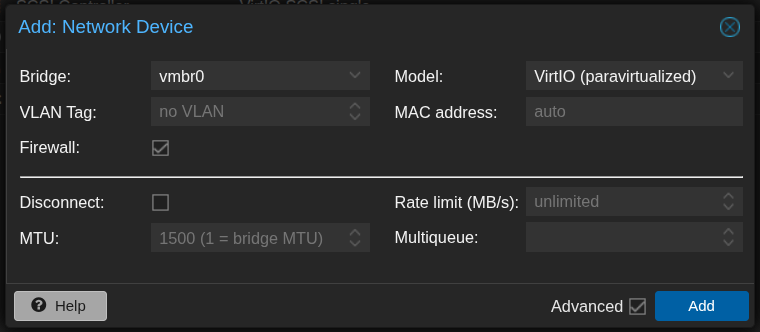 Add: Network Device
Bridge: vmbr0 Model: VirtIO (paravirtualized)
VLAN Tag: no VLAN MAC address: auto
Firewall:
Disconnect: Rate limit (MB/s): unlimited
MTU: 1500 (1 = bridge MTU) Multiqueue:
Help Advanced Add